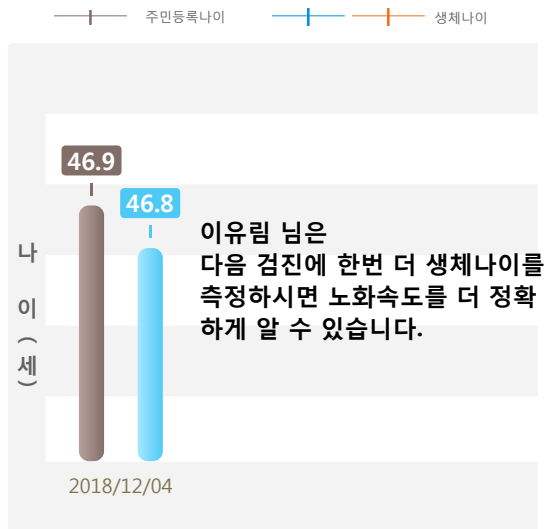 주민등록나이
생체나이
46.9
46.8
이유림 님은
다음 검진에 한번 더 생체나이를
측정하시면 노화속도를 더 정확
하게 알 수 있습니다.
나이(세)
2018/12/04